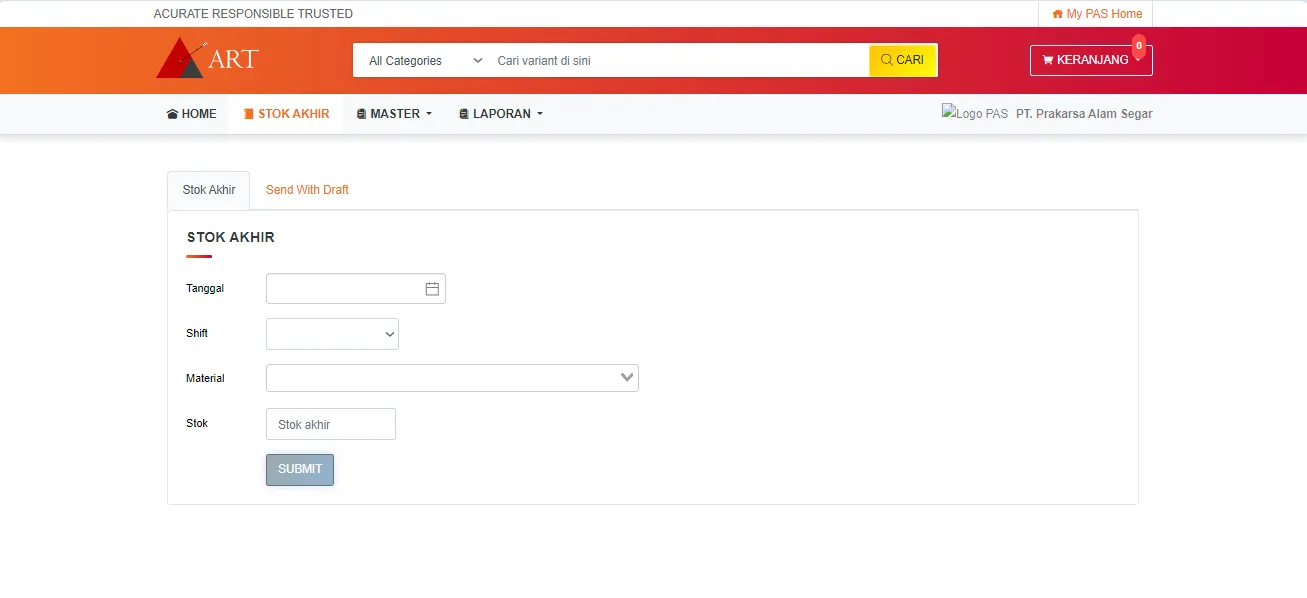 ACURATE RESPONSIBLE TRUSTED
My PAS Home
ART
All Categories
Cari variant di sini
CARI
KERANJANG
0
HOME
STOK AKHIR
MASTER
LAPORAN
Logo PAS
PT. Prakarsa Alam Segar
Stok Akhir
Send With Draft
STOK AKHIR
Tanggal
Shift
Material
Stok
Stok akhir
SUBMIT